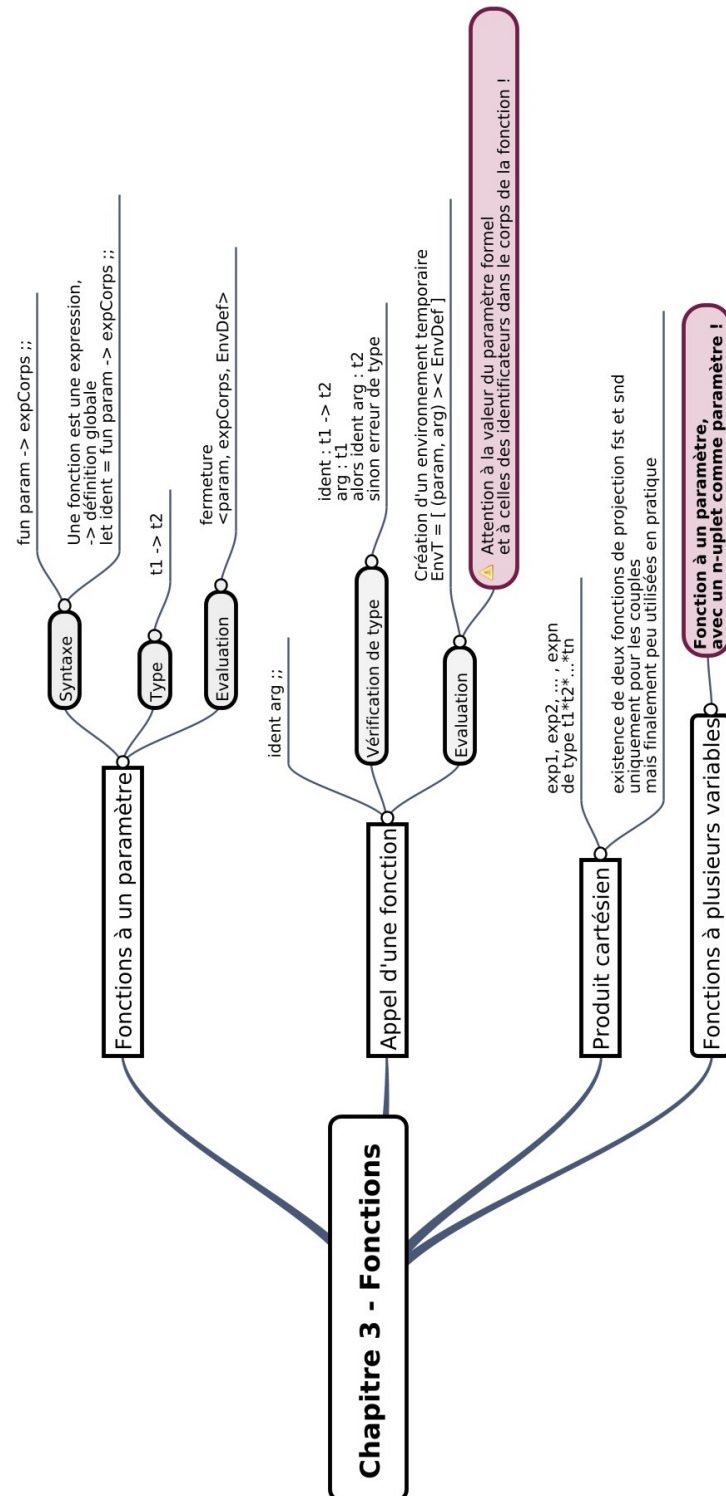 Chapitre 3 - Fonctions
Fonctions à un paramètre
Syntaxe
fun param -> expCorps ;;
Une fonction est une expression,
-> définition globale
let ident = fun param -> expCorps ;;
Type
t1 -> t2
Evaluation
fermeture
<param, expCorps, EnvDef>
Appel d'une fonction
ident arg ;;
Vérification de type
ident : t1 -> t2
arg : t1
alors ident arg : t2
sinon erreur de type
Evaluation
Création d'un environnement temporaire
EnvT = [ (param, arg) >< EnvDef ]
Attention à la valeur du paramètre formel
et à celles des identificateurs dans le corps de la fonction !
Produit cartésien
exp1, exp2, ... , expn
de type t1*t2*...*tn
existence de deux fonctions de projection fst et snd
uniquement pour les couples
mais finalement peu utilisées en pratique
Fonctions à plusieurs variables
Fonction à un paramètre,
avec un n-uplet comme paramètre !